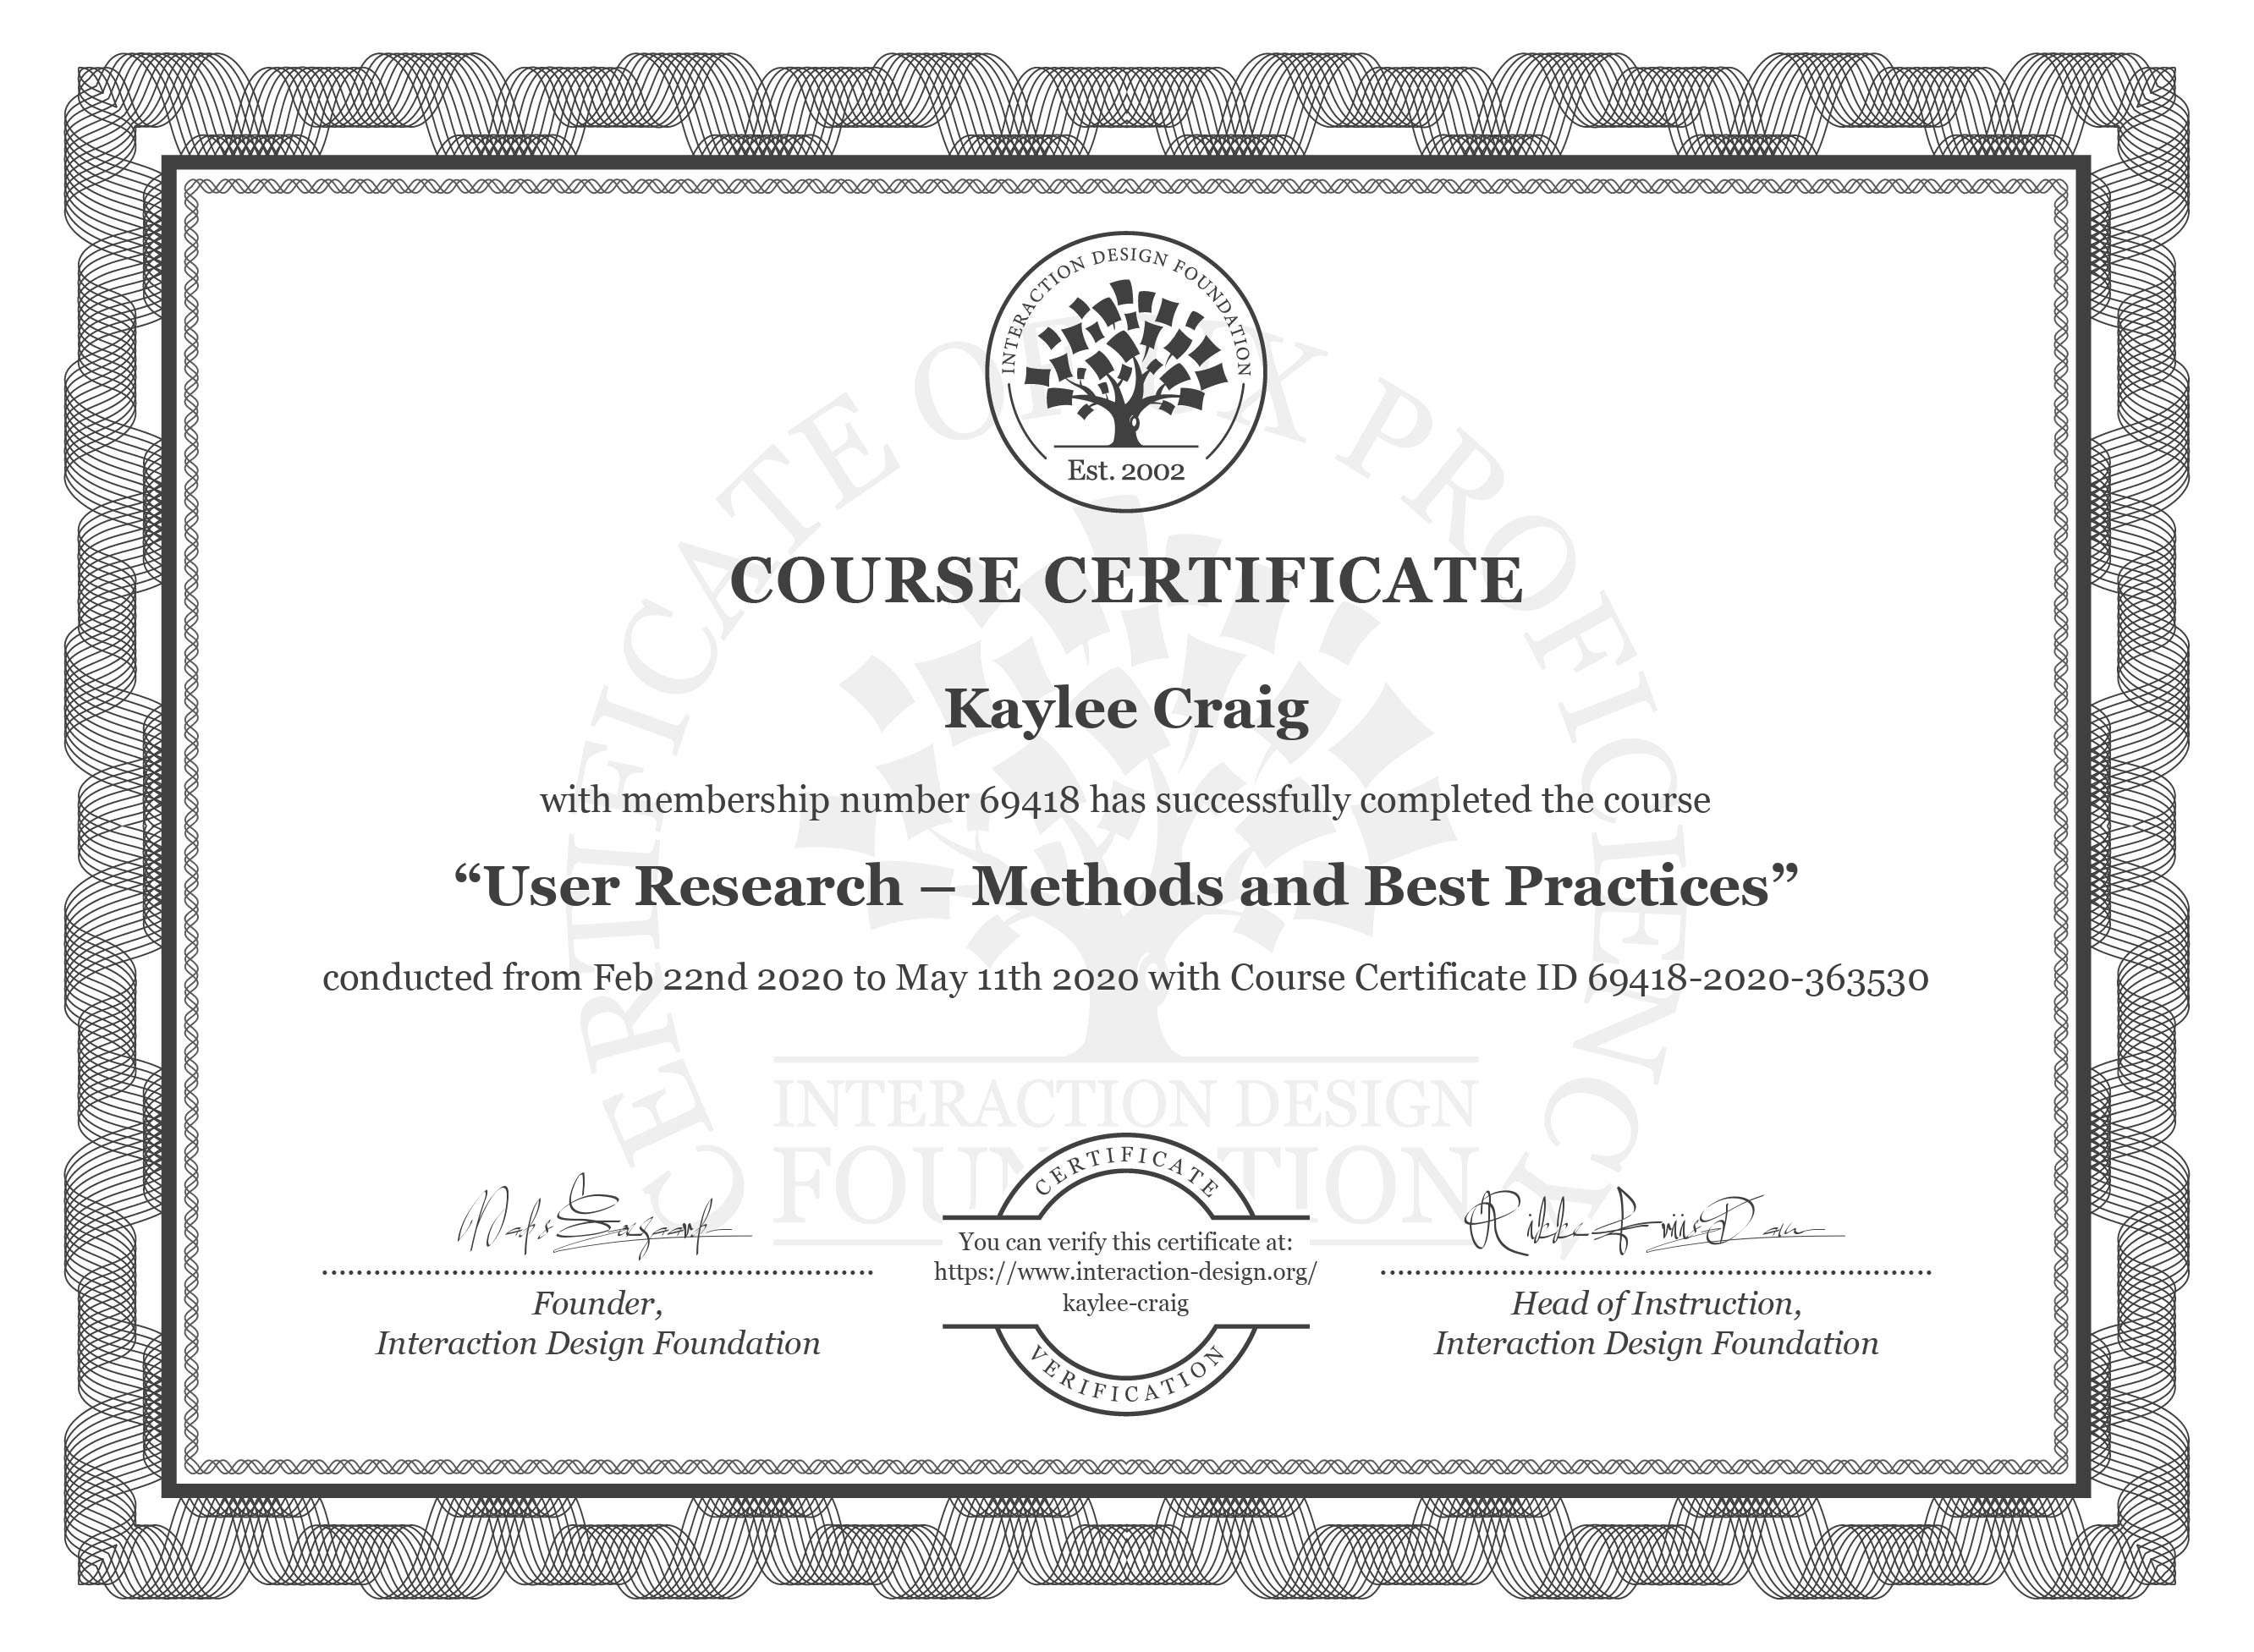 INTERACTION DESIGN FOUNDATION
Est. 2002
CERTIFICATE OF UX PROFICIENCY
COURSE CERTIFICATE
Kaylee Craig
with membership number 69418 has successfully completed the course
“User Research – Methods and Best Practices”
conducted from Feb 22nd 2020 to May 11th 2020 with Course Certificate ID 69418-2020-363530
INTERACTION DESIGN
FOUNDATION
CERTIFICATE
You can verify this certificate at:
https://www.interaction-design.org/
kaylee-craig
VERIFICATION
Founder,
Interaction Design Foundation
Rikke Friis Dam
Head of Instruction,
Interaction Design Foundation